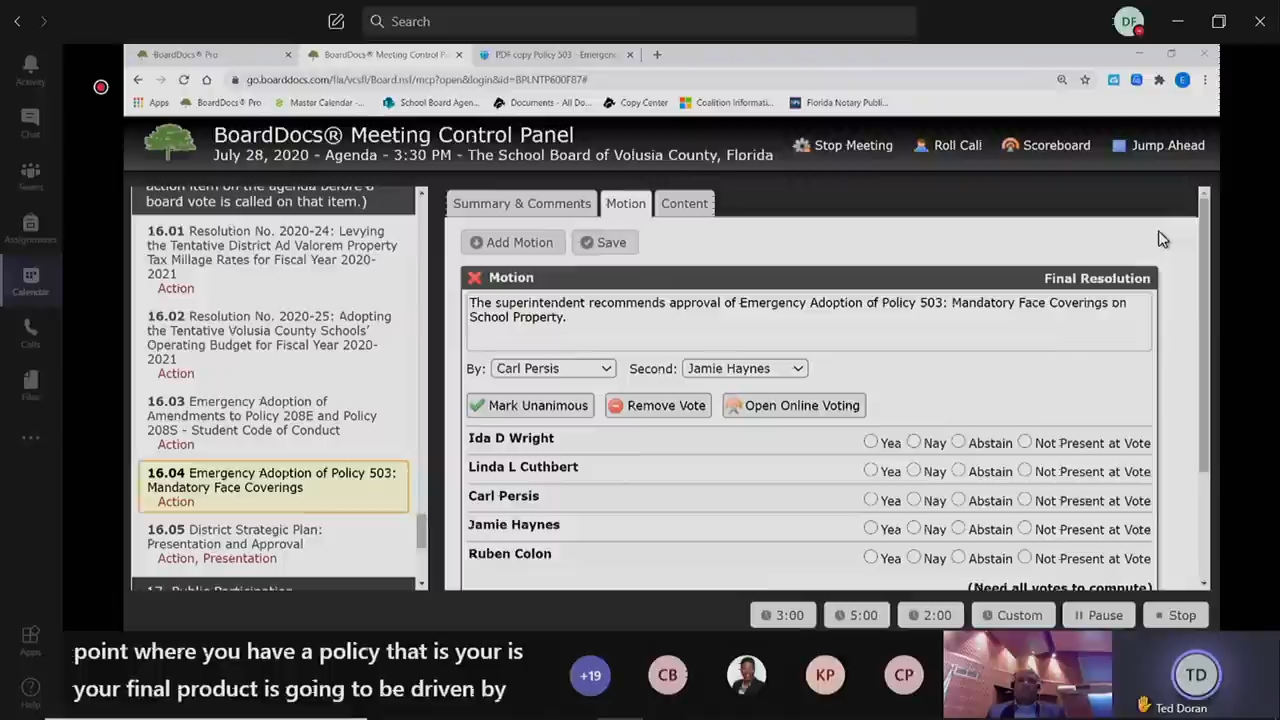 Search
DF
Activity
Chat
Teams
Assignments
Calendar
Calls
Files
Apps
Help
BoardDocs® Pro
BoardDocs® Meeting Control Pa
PDF copy Policy 503 - Emergenc
go.boarddocs.com/fla/vcsfl/Board.nsf/mcp?open&login&id=BPLNTP600F87#
E
Apps
BoardDocs® Pro
Master Calendar -...
School Board Agen...
Documents - All Do...
Copy Center
Coalition Informati...
Florida Notary Publi...
BoardDocs® Meeting Control Panel
July 28, 2020 - Agenda - 3:30 PM - The School Board of Volusia County, Florida
Stop Meeting
Roll Call
Scoreboard
Jump Ahead
action item on the agenda before a
board vote is called on that item.)
16.01 Resolution No. 2020-24: Levying
the Tentative District Ad Valorem Property
Tax Millage Rates for Fiscal Year 2020-
2021
Action
16.02 Resolution No. 2020-25: Adopting
the Tentative Volusia County Schools'
Operating Budget for Fiscal Year 2020-
2021
Action
16.03 Emergency Adoption of
Amendments to Policy 208E and Policy
208S - Student Code of Conduct
Action
16.04 Emergency Adoption of Policy 503:
Mandatory Face Coverings
Action
16.05 District Strategic Plan:
Presentation and Approval
Action, Presentation
17. Public Participation
Summary & Comments
Motion
Content
Add Motion
Save
Motion
Final Resolution
The superintendent recommends approval of Emergency Adoption of Policy 503: Mandatory Face Coverings on
School Property.
By: Carl Persis Second: Jamie Haynes
Mark Unanimous
Remove Vote
Open Online Voting
Ida D Wright Yea Nay Abstain Not Present at Vote
Linda L Cuthbert Yea Nay Abstain Not Present at Vote
Carl Persis Yea Nay Abstain Not Present at Vote
Jamie Haynes Yea Nay Abstain Not Present at Vote
Ruben Colon Yea Nay Abstain Not Present at Vote
(Need all votes to compute)
3:00
5:00
2:00
Custom
Pause
Stop
point where you have a policy that is your is
your final product is going to be driven by
+19
CB
KP
CP
TD
Ted Doran